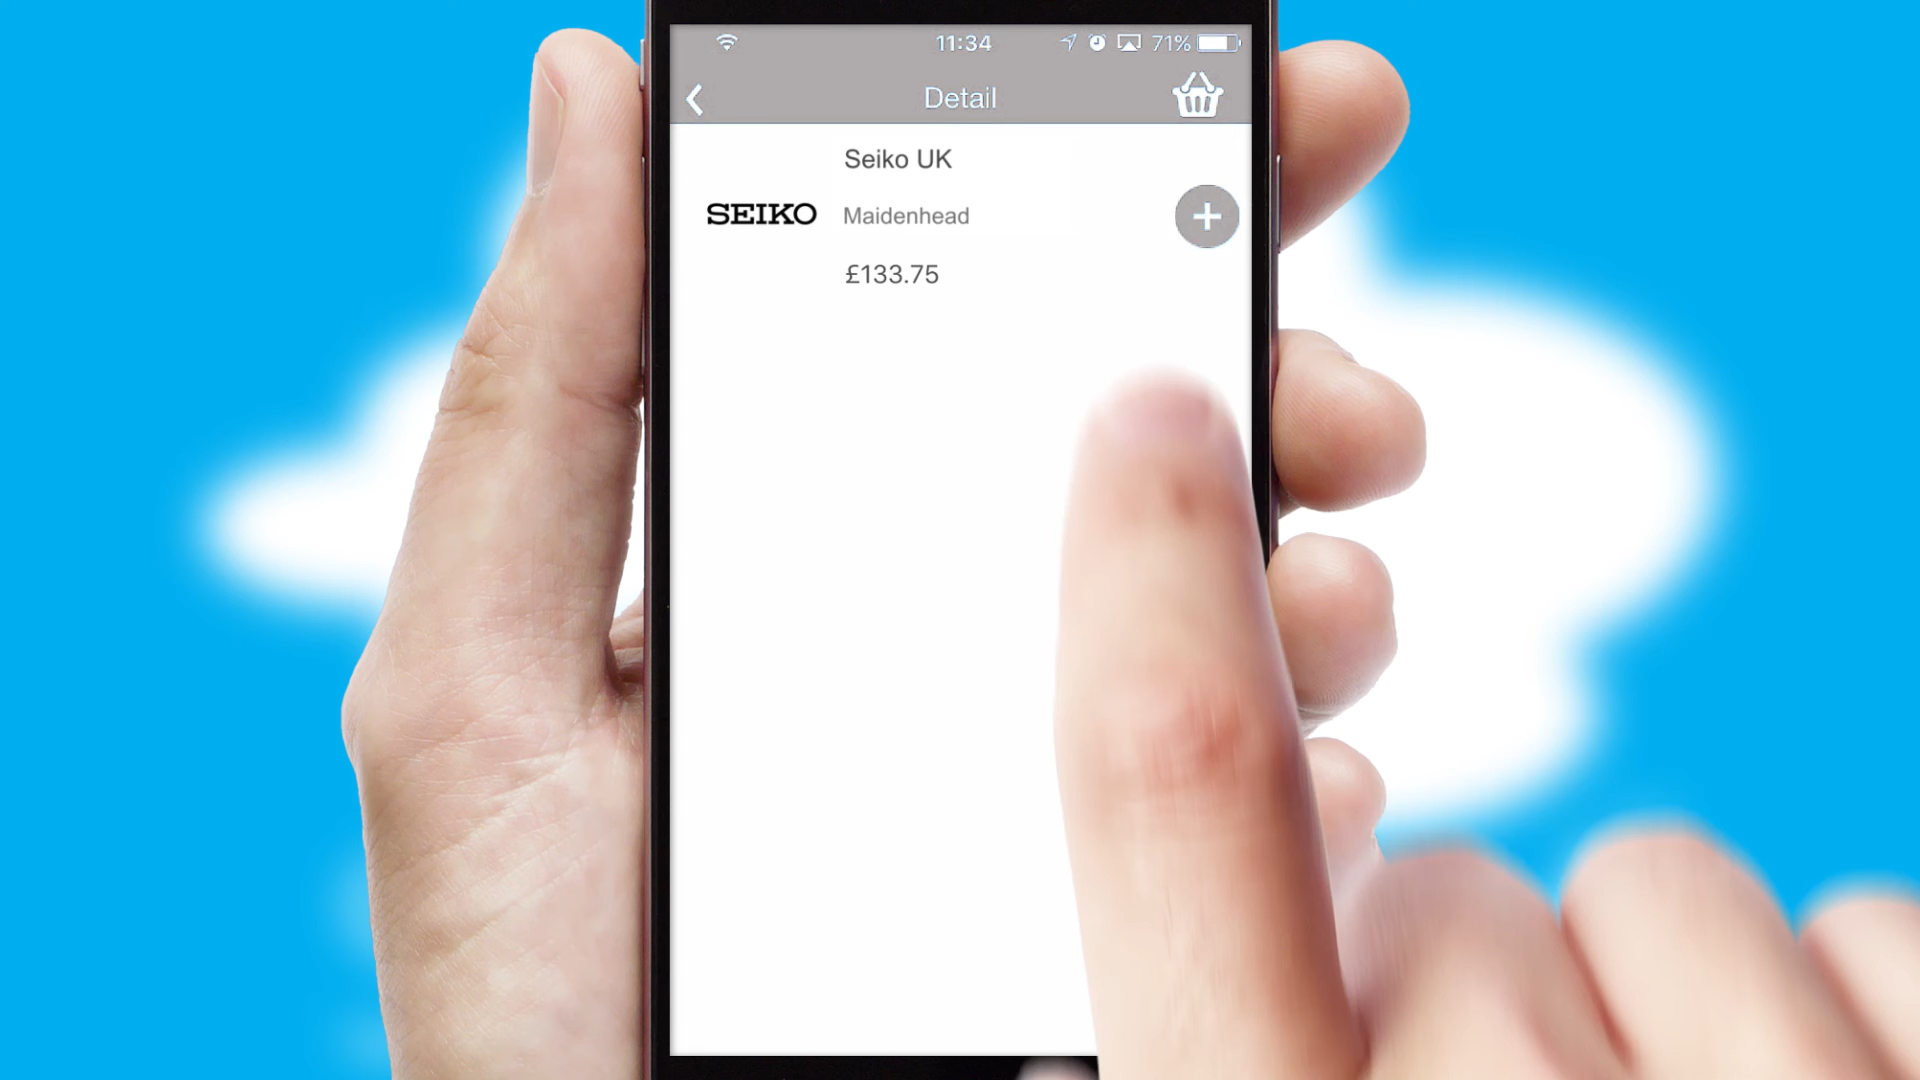 11:34
71%
Detail
Seiko UK
SEIKO
Maidenhead
£133.75